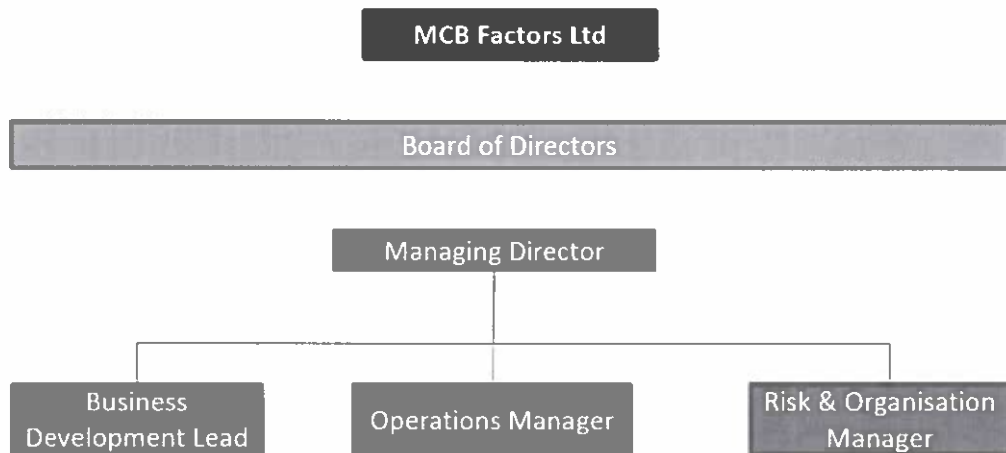 MCB Factors Ltd
Board of Directors
Managing Director
Business
Development Lead
Operations Manager
Risk & Organisation
Manager